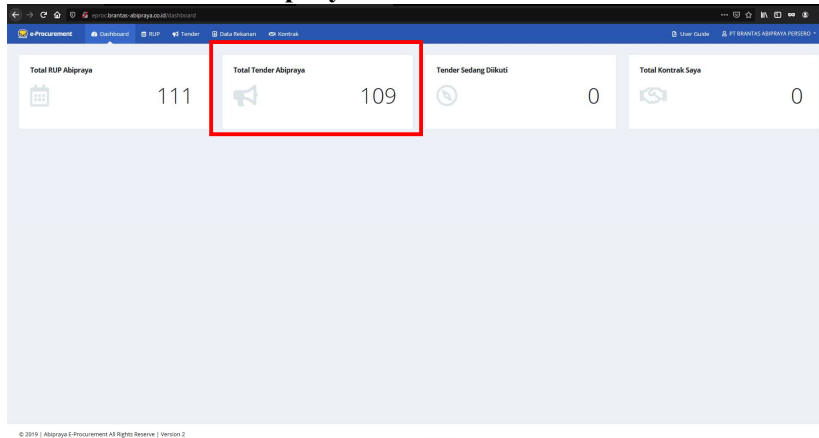 eproc.brantas-abipraya.co.id/dashboard
e-Procurement Dashboard RUP Tender Data Rekanan Kontrak User Guide PT BRANTAS ABIPRAYA PERSERO
Total RUP Abipraya
111
Total Tender Abipraya
109
Tender Sedang Diikuti
0
Total Kontrak Saya
0
© 2019 | Abipraya E-Procurement All Rights Reserve | Version 2